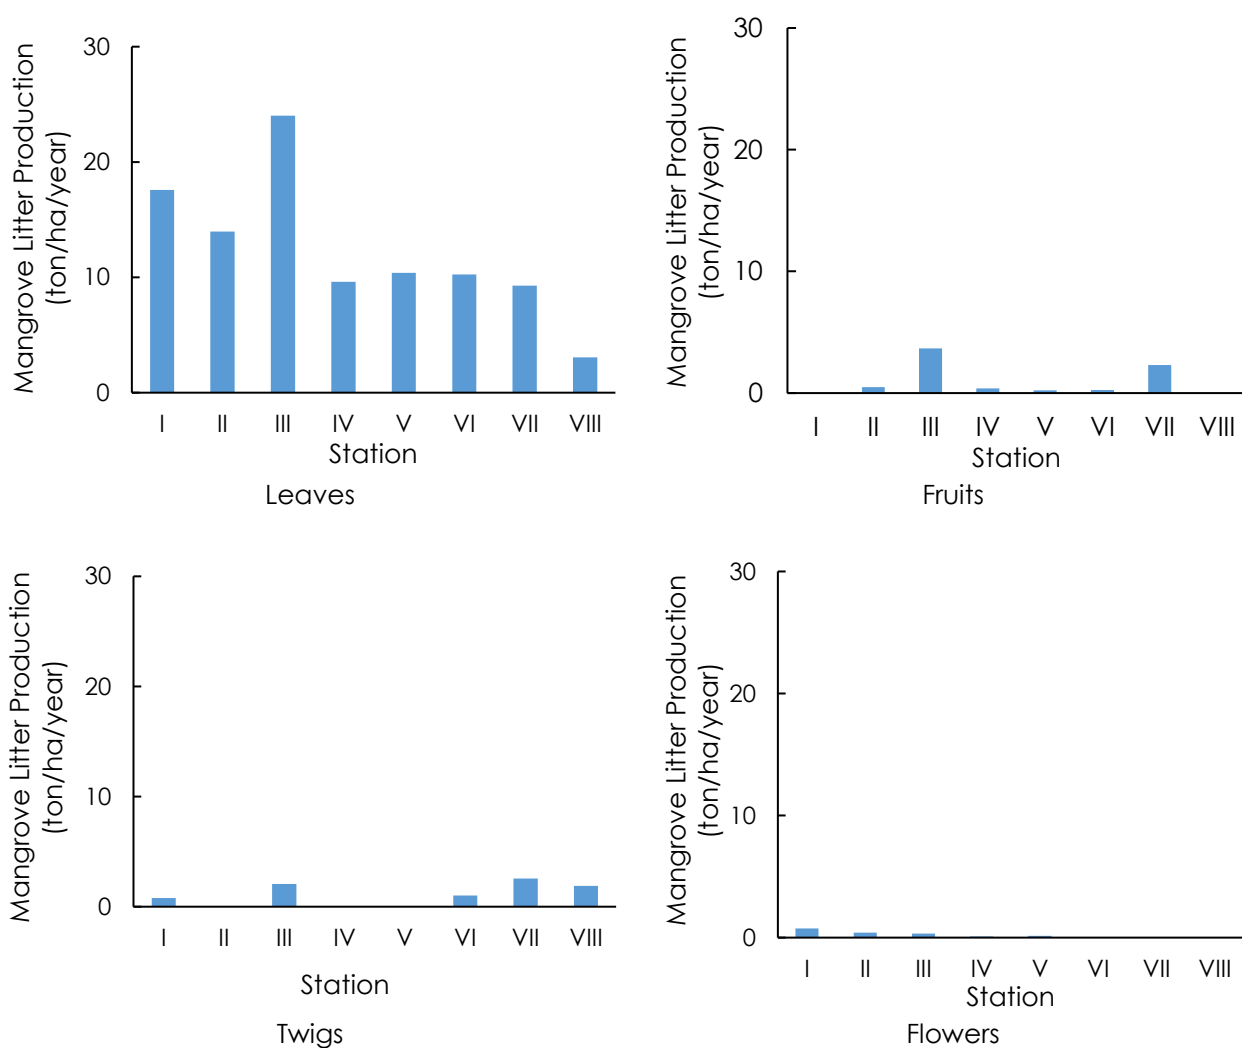 Mangrove Litter Production
(ton/ha/year)
30
20
10
0
I II III IV V VI VII VIII
Station
Leaves
Mangrove Litter Production
(ton/ha/year)
30
20
10
0
I II III IV V VI VII VIII
Station
Fruits
Mangrove Litter Production
(ton/ha/year)
30
20
10
0
I II III IV V VI VII VIII
Station
Twigs
Mangrove Litter Production
(ton/ha/year)
30
20
10
0
I II III IV V VI VII VIII
Station
Flowers